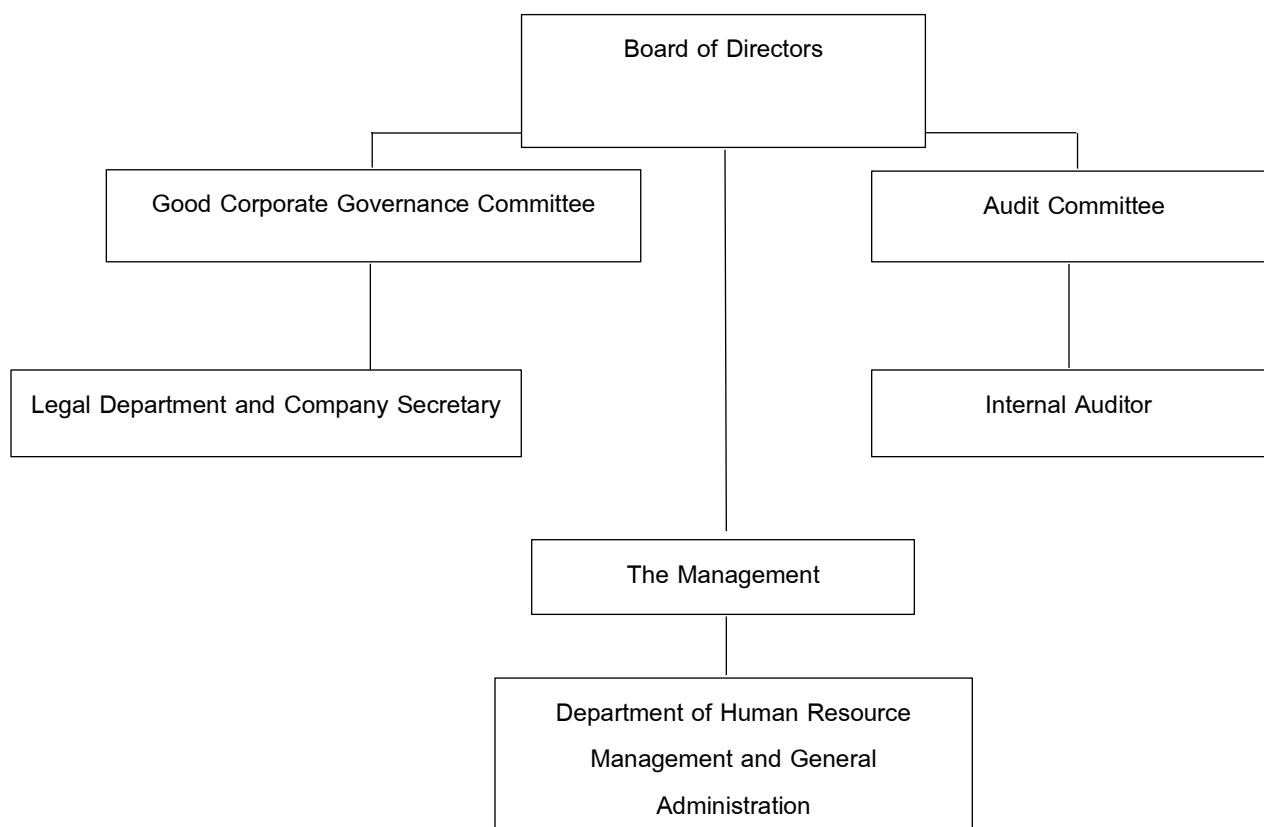 Board of Directors
Good Corporate Governance Committee
Audit Committee
Legal Department and Company Secretary
Internal Auditor
The Management
Department of Human Resource
Management and General
Administration